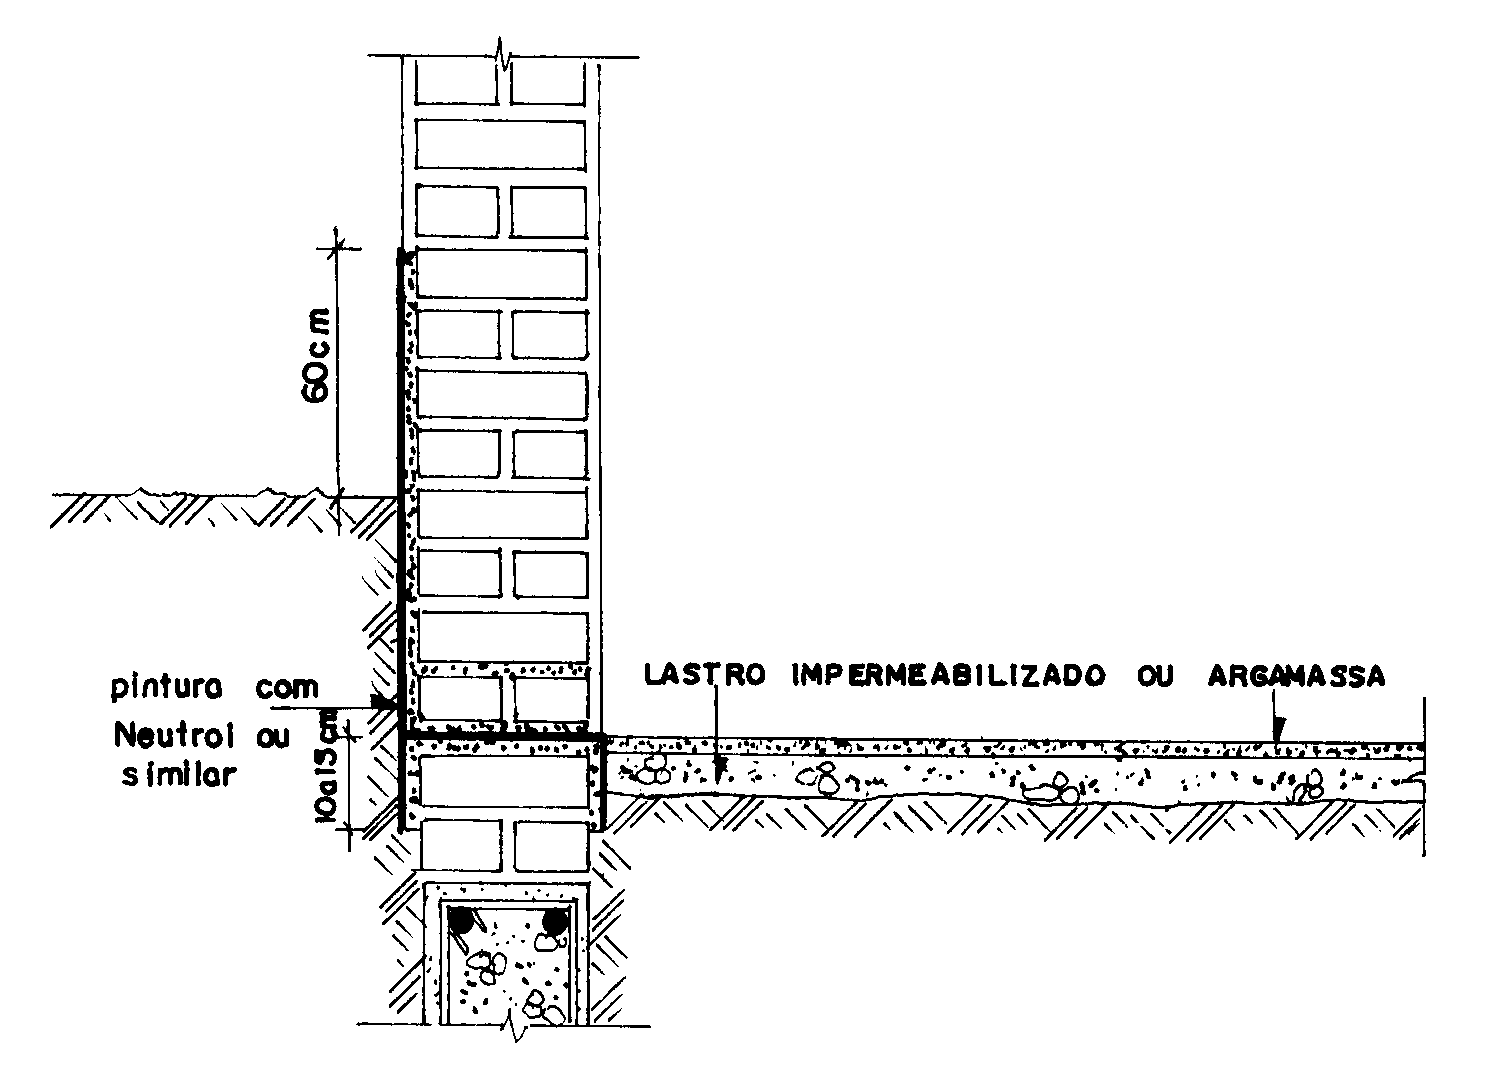 60cm
pintura com
Neutrol ou
similar
10a15cm
LASTRO IMPERMEABILIZADO OU ARGAMASSA